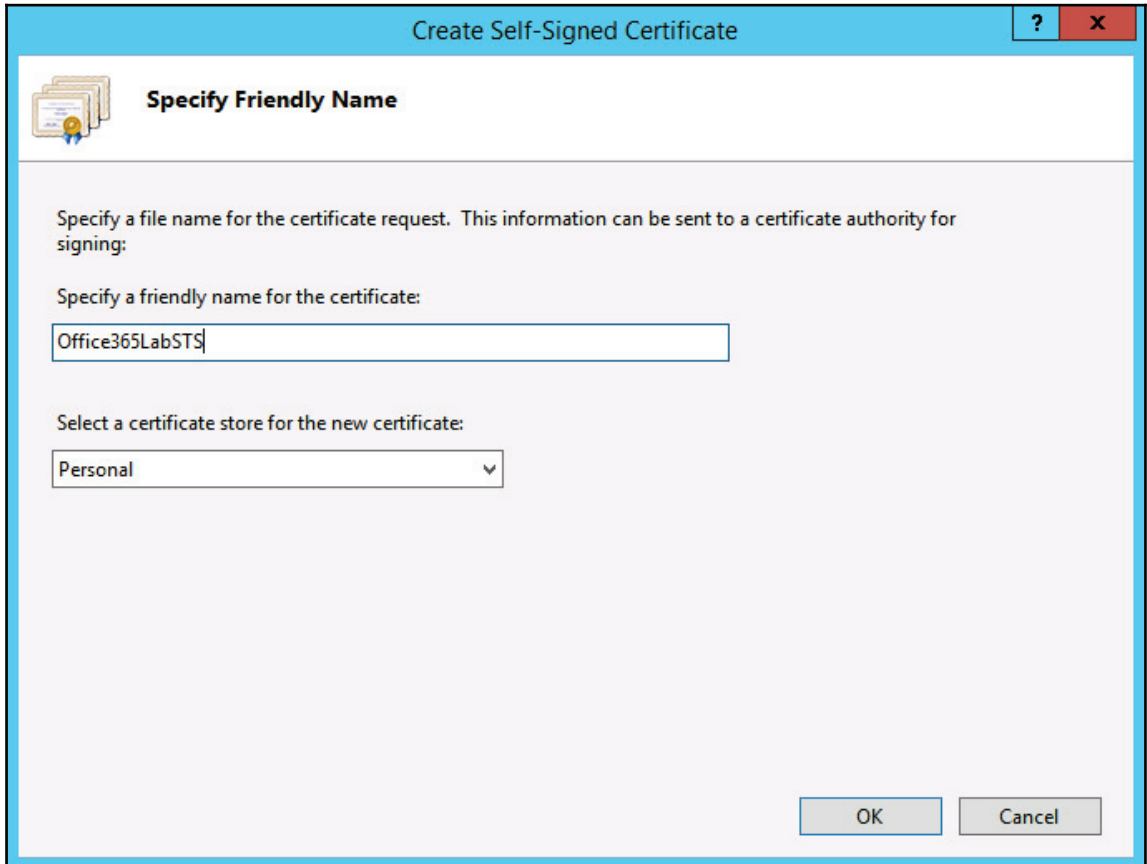 Create Self-Signed Certificate
? x
Specify Friendly Name
Specify a file name for the certificate request.  This information can be sent to a certificate authority for
signing:
Specify a friendly name for the certificate:
Office365LabSTS
Select a certificate store for the new certificate:
Personal
OK Cancel